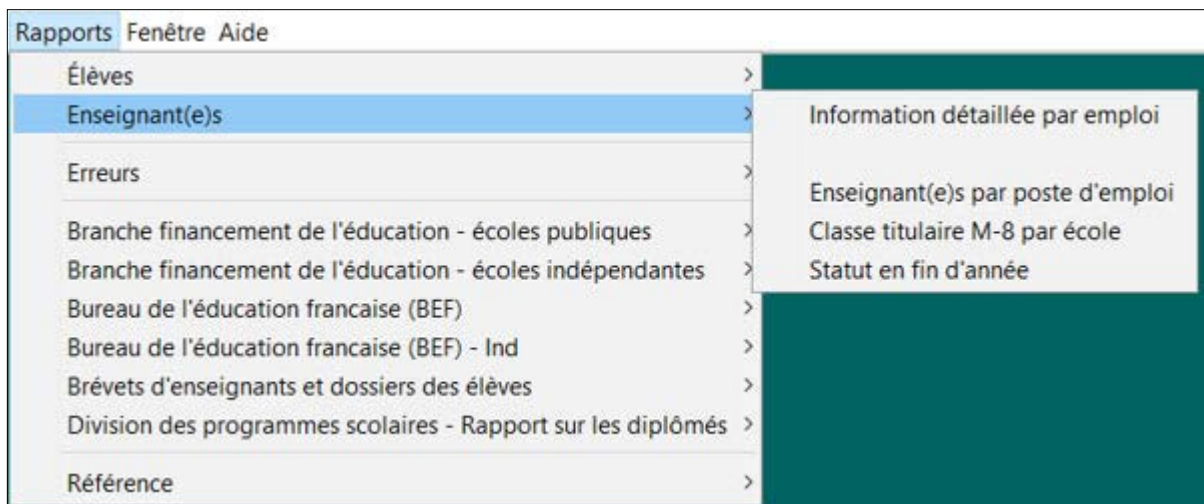 Rapports Fenêtre Aide
Élèves
Enseignant(e)s
Erreurs
Branche financement de l'éducation - écoles publiques
Branche financement de l'éducation - écoles indépendantes
Bureau de l'éducation francaise (BEF)
Bureau de l'éducation francaise (BEF) - Ind
Brévets d'enseignants et dossiers des élèves
Division des programmes scolaires - Rapport sur les diplômés
Référence
Information détaillée par emploi
Enseignant(e)s par poste d'emploi
Classe titulaire M-8 par école
Statut en fin d'année